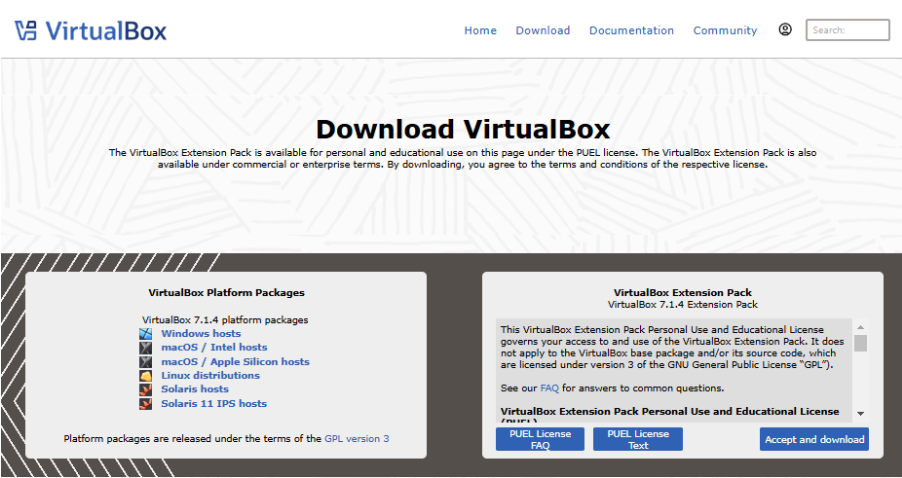 VirtualBox
Home Download Documentation Community Search:
Download VirtualBox
The VirtualBox Extension Pack is available for personal and educational use on this page under the PUEL license. The VirtualBox Extension Pack is also
available under commercial or enterprise terms. By downloading, you agree to the terms and conditions of the respective license.
VirtualBox Platform Packages
VirtualBox 7.1.4 platform packages
Windows hosts
macOS / Intel hosts
macOS / Apple Silicon hosts
Linux distributions
Solaris hosts
Solaris 11 IPS hosts
Platform packages are released under the terms of the GPL version 3
VirtualBox Extension Pack
VirtualBox 7.1.4 Extension Pack
This VirtualBox Extension Pack Personal Use and Educational License
governs your access to and use of the VirtualBox Extension Pack. It does
not apply to the VirtualBox base package and/or its source code, which
are licensed under version 3 of the GNU General Public License “GPL”).
See our FAQ for answers to common questions.
VirtualBox Extension Pack Personal Use and Educational License
(PUEL)
PUEL License
FAQ
PUEL License
Text
Accept and download